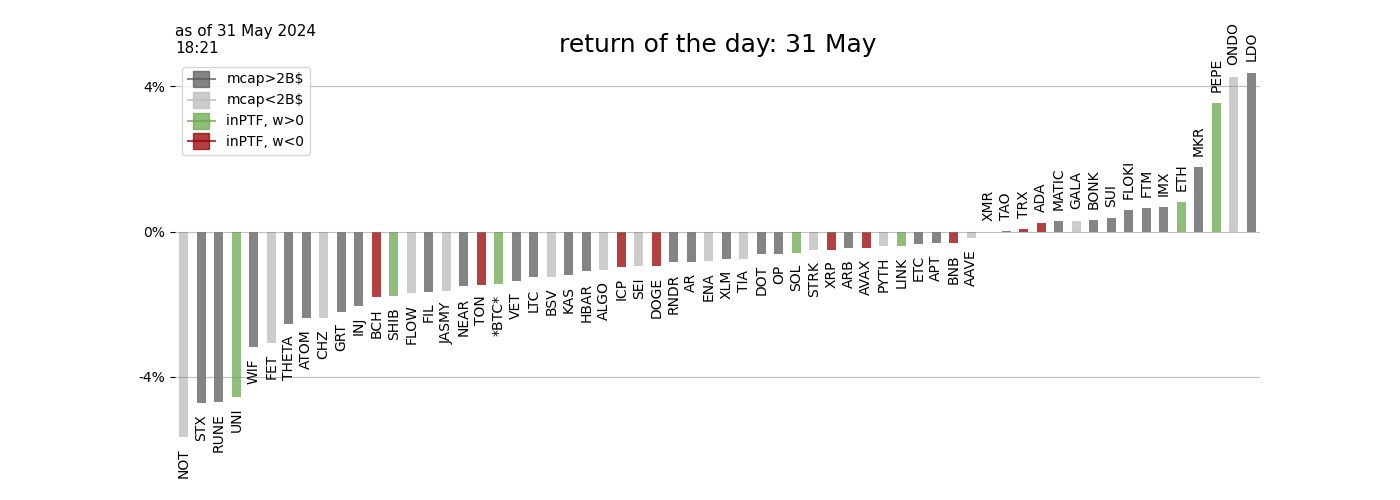 as of 31 May 2024
18:21
return of the day: 31 May
mcap>2B$
mcap<2B$
inPTF, w>0
inPTF, w<0
4%
0%
-4%
NOT
STX
RUNE
UNI
WIF
FET
THETA
ATOM
CHZ
GRT
INJ
BCH
SHIB
FLOW
FIL
JASMY
NEAR
TON
*BTC*
VET
LTC
BSV
KAS
HBAR
ALGO
ICP
SEI
DOGE
RNDR
AR
ENA
XLM
TIA
DOT
OP
SOL
STRK
XRP
ARB
AVAX
PYTH
LINK
ETC
APT
BNB
AAVE
XMR
TAO
TRX
ADA
MATIC
GALA
BONK
SUI
FLOKI
FTM
IMX
ETH
MKR
PEPE
ONDO
LDO